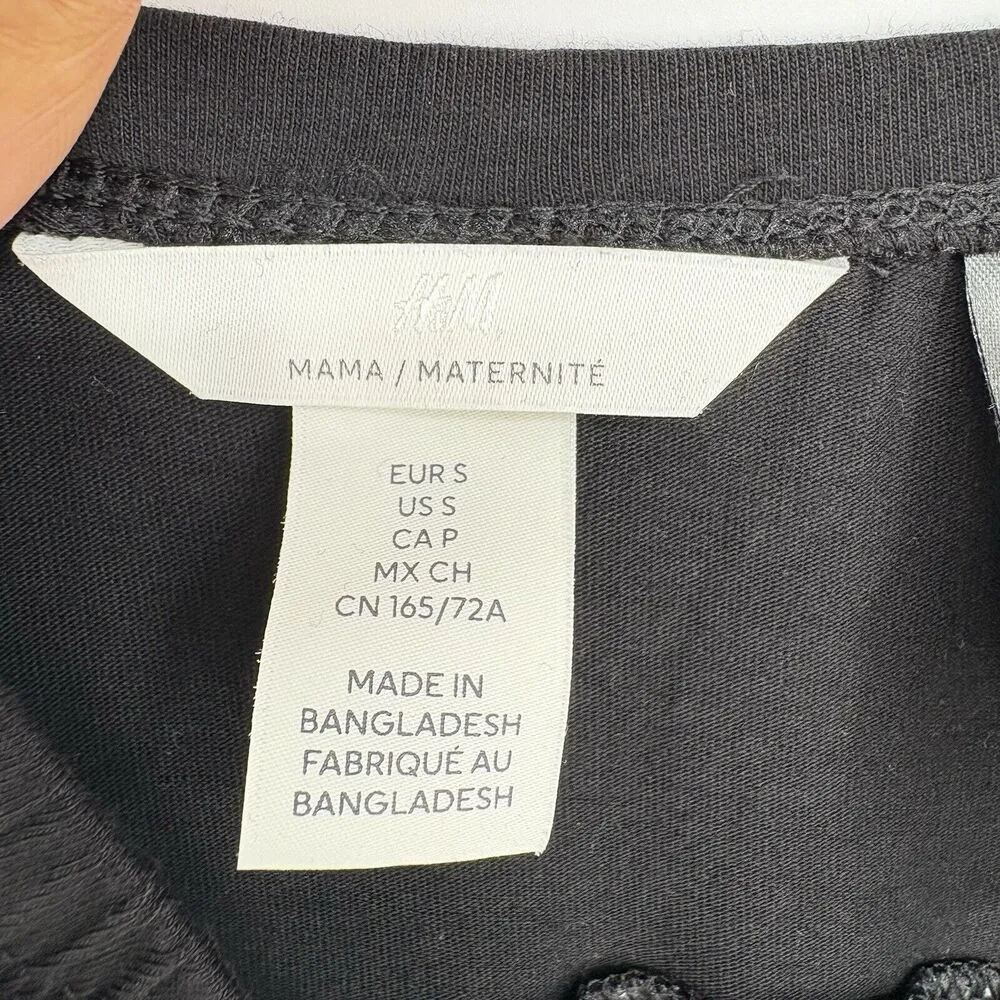 H&M
MAMA / MATERNITÉ
EUR S
US S
CA P
MX CH
CN 165/72A
MADE IN
BANGLADESH
FABRIQUÉ AU
BANGLADESH